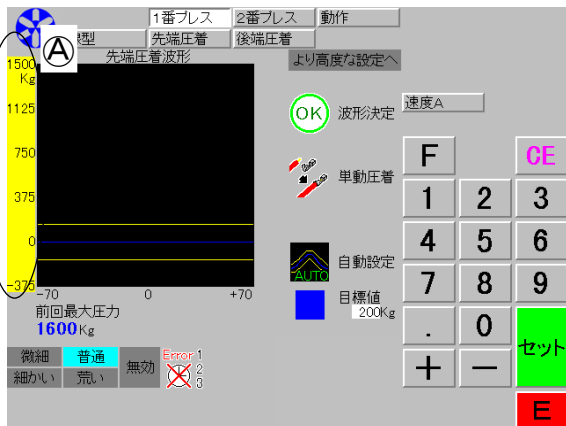 1番プレス 2番プレス 動作
線型 先端圧着 後端圧着
A
先端圧着波形 より高度な設定へ
1500
Kg
1125
750
375
0
-375
-70 0 +70
OK 波形決定 速度A
単動圧着
AUTO 自動設定
目標値
200Kg
前回最大圧力
1600Kg
微細 普通 無効 Error 1
細かい 荒い 2
3
F CE
1 2 3
4 5 6
7 8 9
. 0 セット
+ −
E